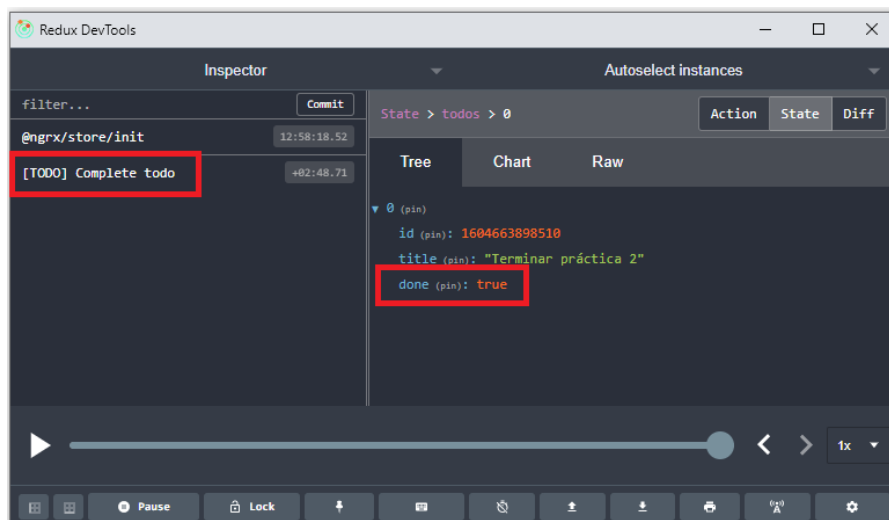 Redux DevTools
Inspector
Autoselect instances
filter...
Commit
@ngrx/store/init
12:58:18.52
[TODO] Complete todo
+02:48.71
State > todos > 0
Action
State
Diff
Tree
Chart
Raw
0 (pin)
id (pin): 1604663898510
title (pin): "Terminar práctica 2"
done (pin): true
1x
Pause
Lock